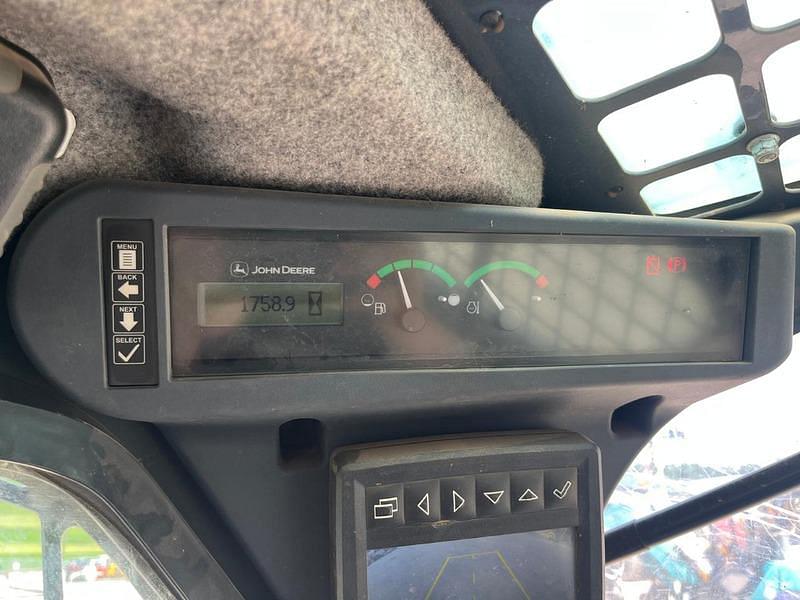 MENU
BACK
NEXT
SELECT
JOHN DEERE
1758.9
(P)